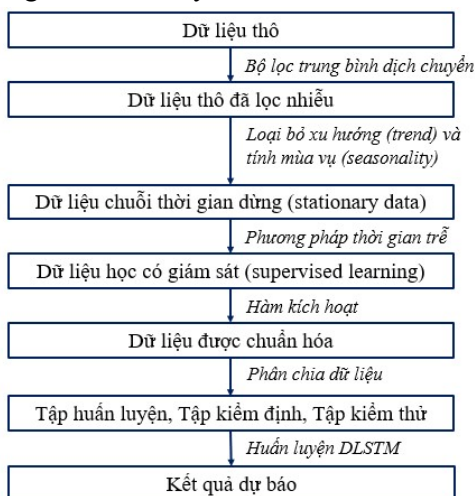 Dữ liệu thô
Bộ lọc trung bình dịch chuyển
Dữ liệu thô đã lọc nhiễu
Loại bỏ xu hướng (trend) và
tính mùa vụ (seasonality)
Dữ liệu chuỗi thời gian dừng (stationary data)
Phương pháp thời gian trễ
Dữ liệu học có giám sát (supervised learning)
Hàm kích hoạt
Dữ liệu được chuẩn hóa
Phân chia dữ liệu
Tập huấn luyện, Tập kiểm định, Tập kiểm thử
Huấn luyện DLSTM
Kết quả dự báo